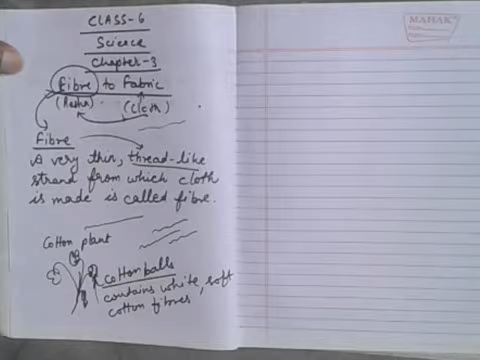 CLASS-6
Science
Chapter-3
Fibre to Fabric
(Resha) (Cloth)
Fibre
A very thin, thread-like
strand from which cloth
is made is called fibre.
Cotton plant
Cotton balls
contains white, soft
cotton fibres
MAHAK